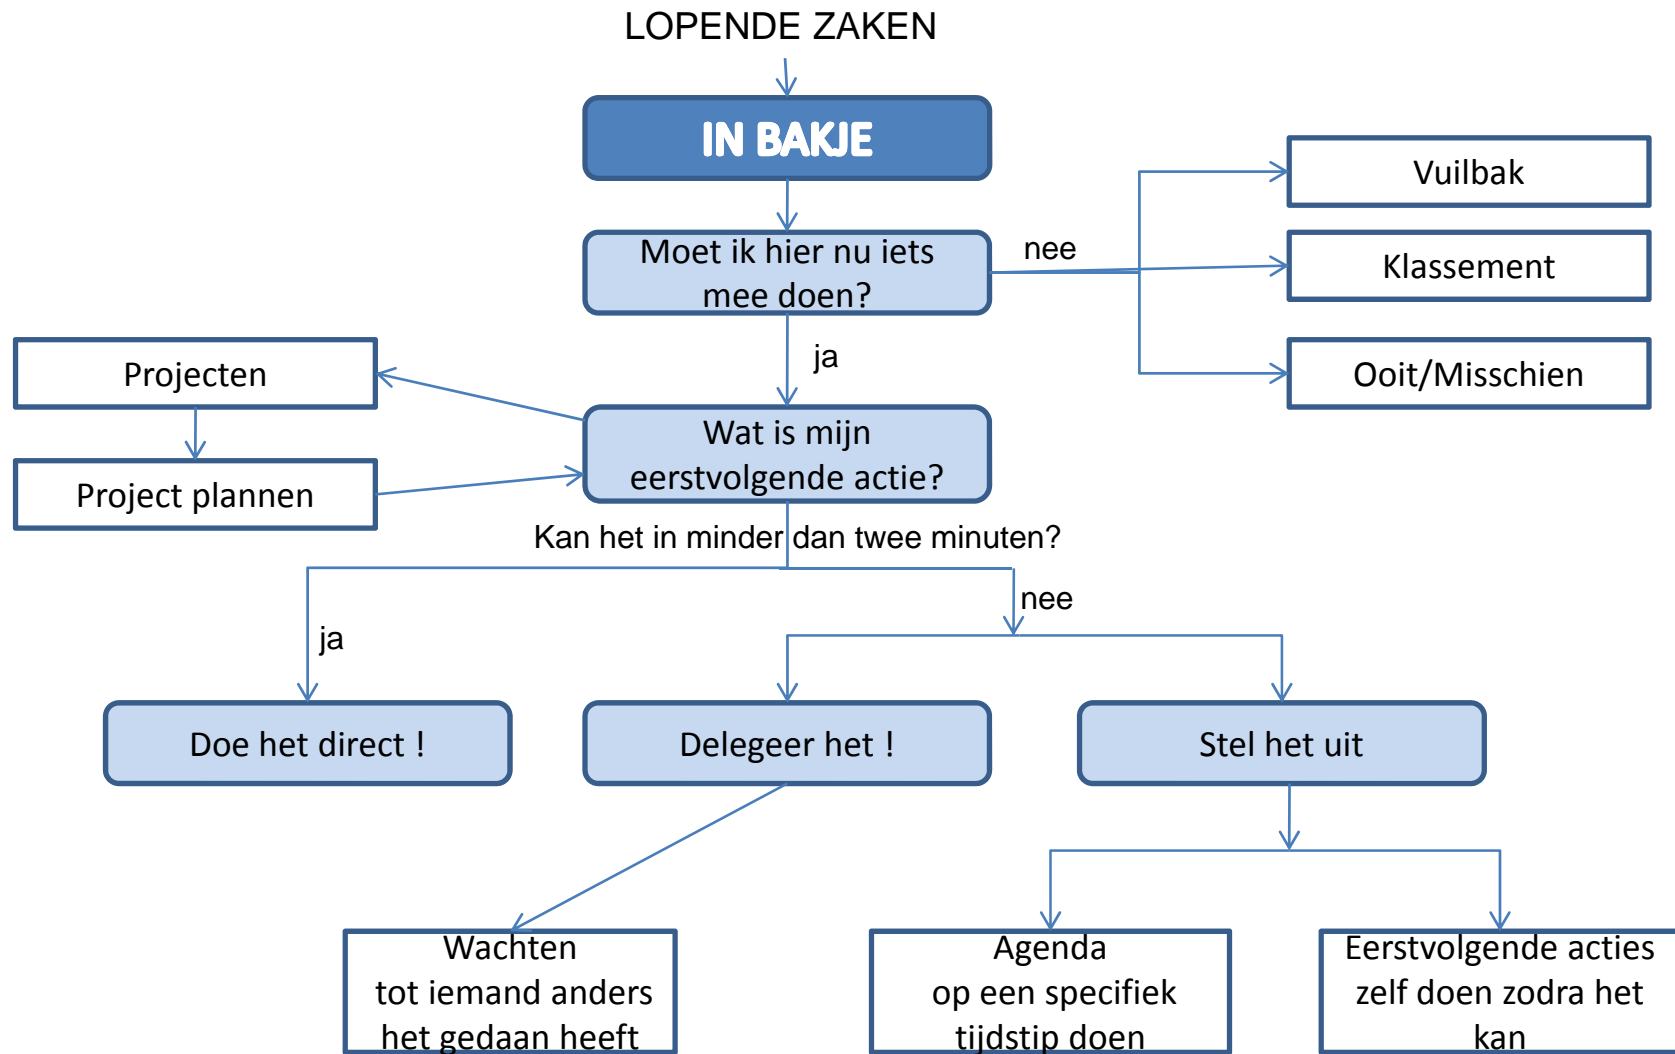 LOPENDE ZAKEN
IN BAKJE
Vuilbak
Moet ik hier nu iets
mee doen?
nee
Klassement
ja
Ooit/Misschien
Projecten
Wat is mijn
eerstvolgende actie?
Project plannen
Kan het in minder dan twee minuten?
nee
ja
Doe het direct !
Delegeer het !
Stel het uit
Wachten
tot iemand anders
het gedaan heeft
Agenda
op een specifiek
tijdstip doen
Eerstvolgende acties
zelf doen zodra het
kan